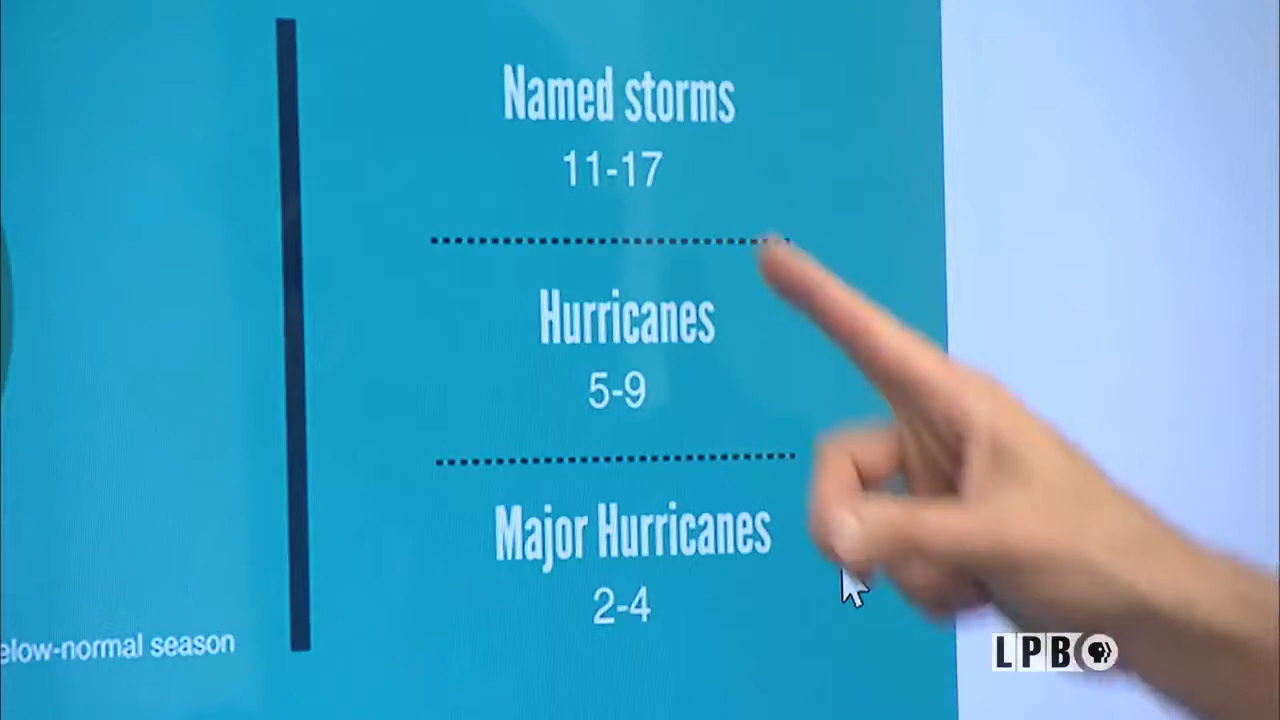 Named storms
11-17
Hurricanes
5-9
Major Hurricanes
2-4
elow-normal season
LPB